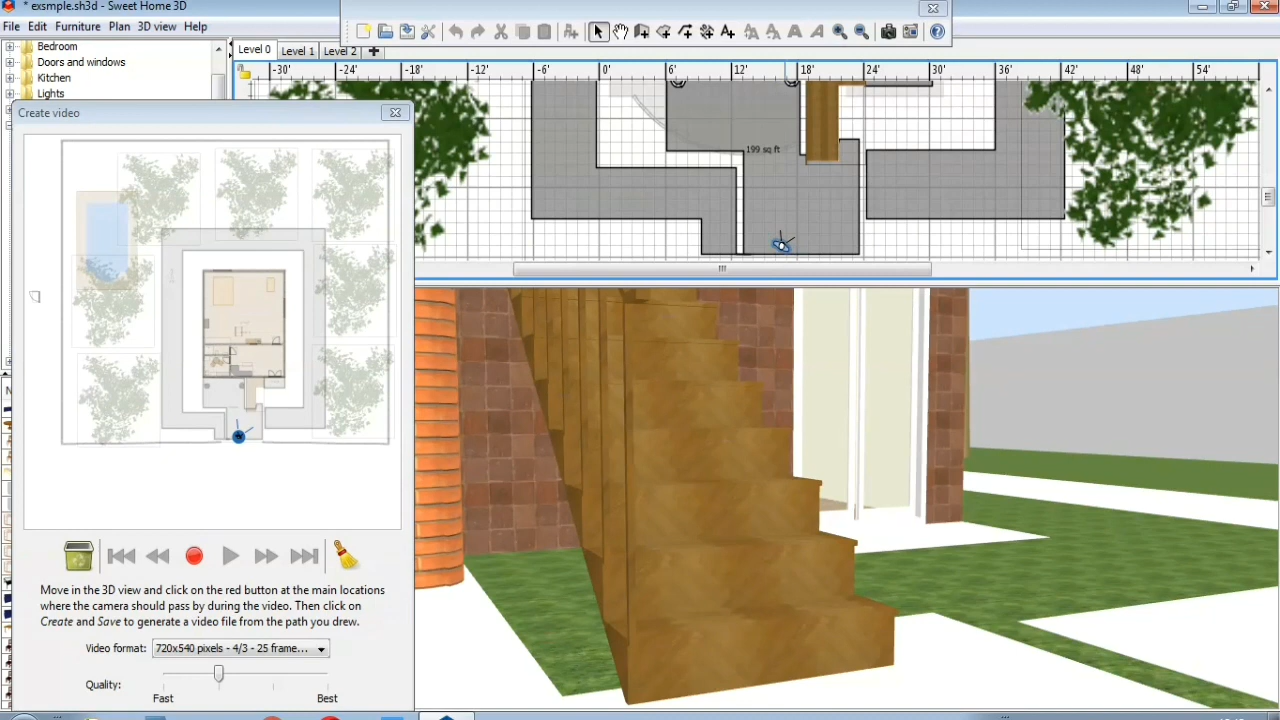 * exsmple.sh3d - Sweet Home 3D
File Edit Furniture Plan 3D view Help
Bedroom
Doors and windows
Kitchen
Lights
Level 0 Level 1 Level 2
-30' -24' -18' -12' -6' 0' 6' 12' 18' 24' 30' 36' 42' 48' 54'
199 sq ft
Create video
Move in the 3D view and click on the red button at the main locations
where the camera should pass by during the video. Then click on
Create and Save to generate a video file from the path you drew.
Video format: 720x540 pixels - 4/3 - 25 frame...
Quality:
Fast Best